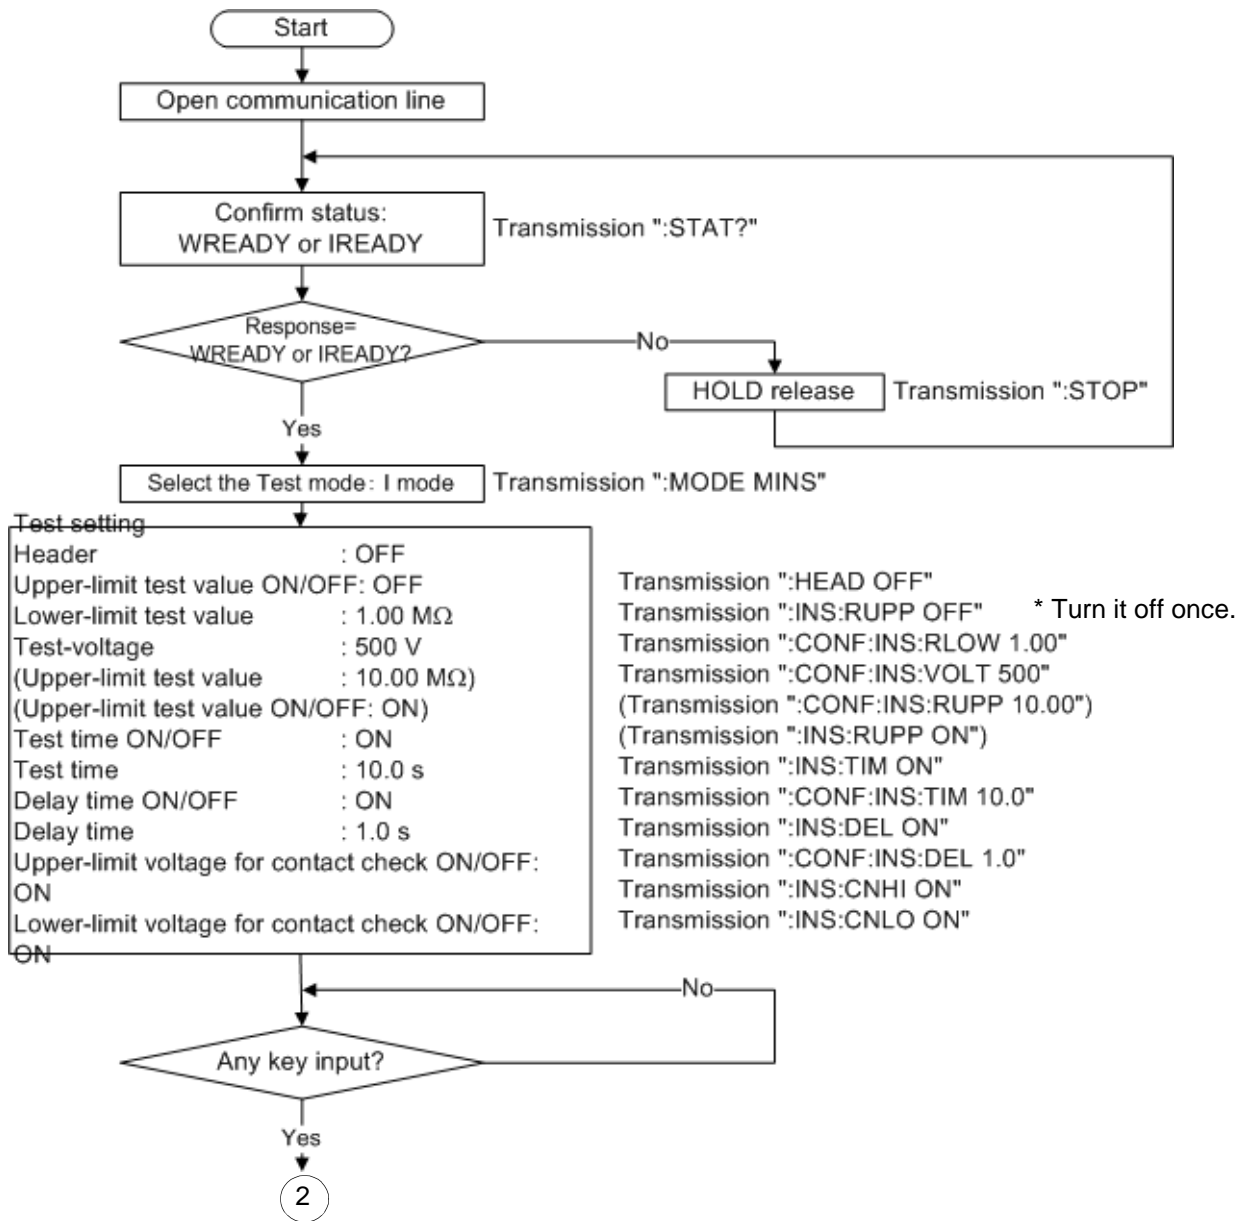 Start
Open communication line
Confirm status:
WREADY or IREADY
Transmission ":STAT?"
Response=
WREADY or IREADY?
No
HOLD release
Transmission ":STOP"
Yes
Select the Test mode: I mode
Transmission ":MODE MINS"
Test setting
Header : OFF
Upper-limit test value ON/OFF: OFF
Lower-limit test value : 1.00 MΩ
Test-voltage : 500 V
(Upper-limit test value : 10.00 MΩ)
(Upper-limit test value ON/OFF: ON)
Test time ON/OFF : ON
Test time : 10.0 s
Delay time ON/OFF : ON
Delay time : 1.0 s
Upper-limit voltage for contact check ON/OFF:
ON
Lower-limit voltage for contact check ON/OFF:
ON
Transmission ":HEAD OFF"
Transmission ":INS:RUPP OFF" * Turn it off once.
Transmission ":CONF:INS:RLOW 1.00"
Transmission ":CONF:INS:VOLT 500"
(Transmission ":CONF:INS:RUPP 10.00")
(Transmission ":INS:RUPP ON")
Transmission ":INS:TIM ON"
Transmission ":CONF:INS:TIM 10.0"
Transmission ":INS:DEL ON"
Transmission ":CONF:INS:DEL 1.0"
Transmission ":INS:CNHI ON"
Transmission ":INS:CNLO ON"
No
Any key input?
Yes
2